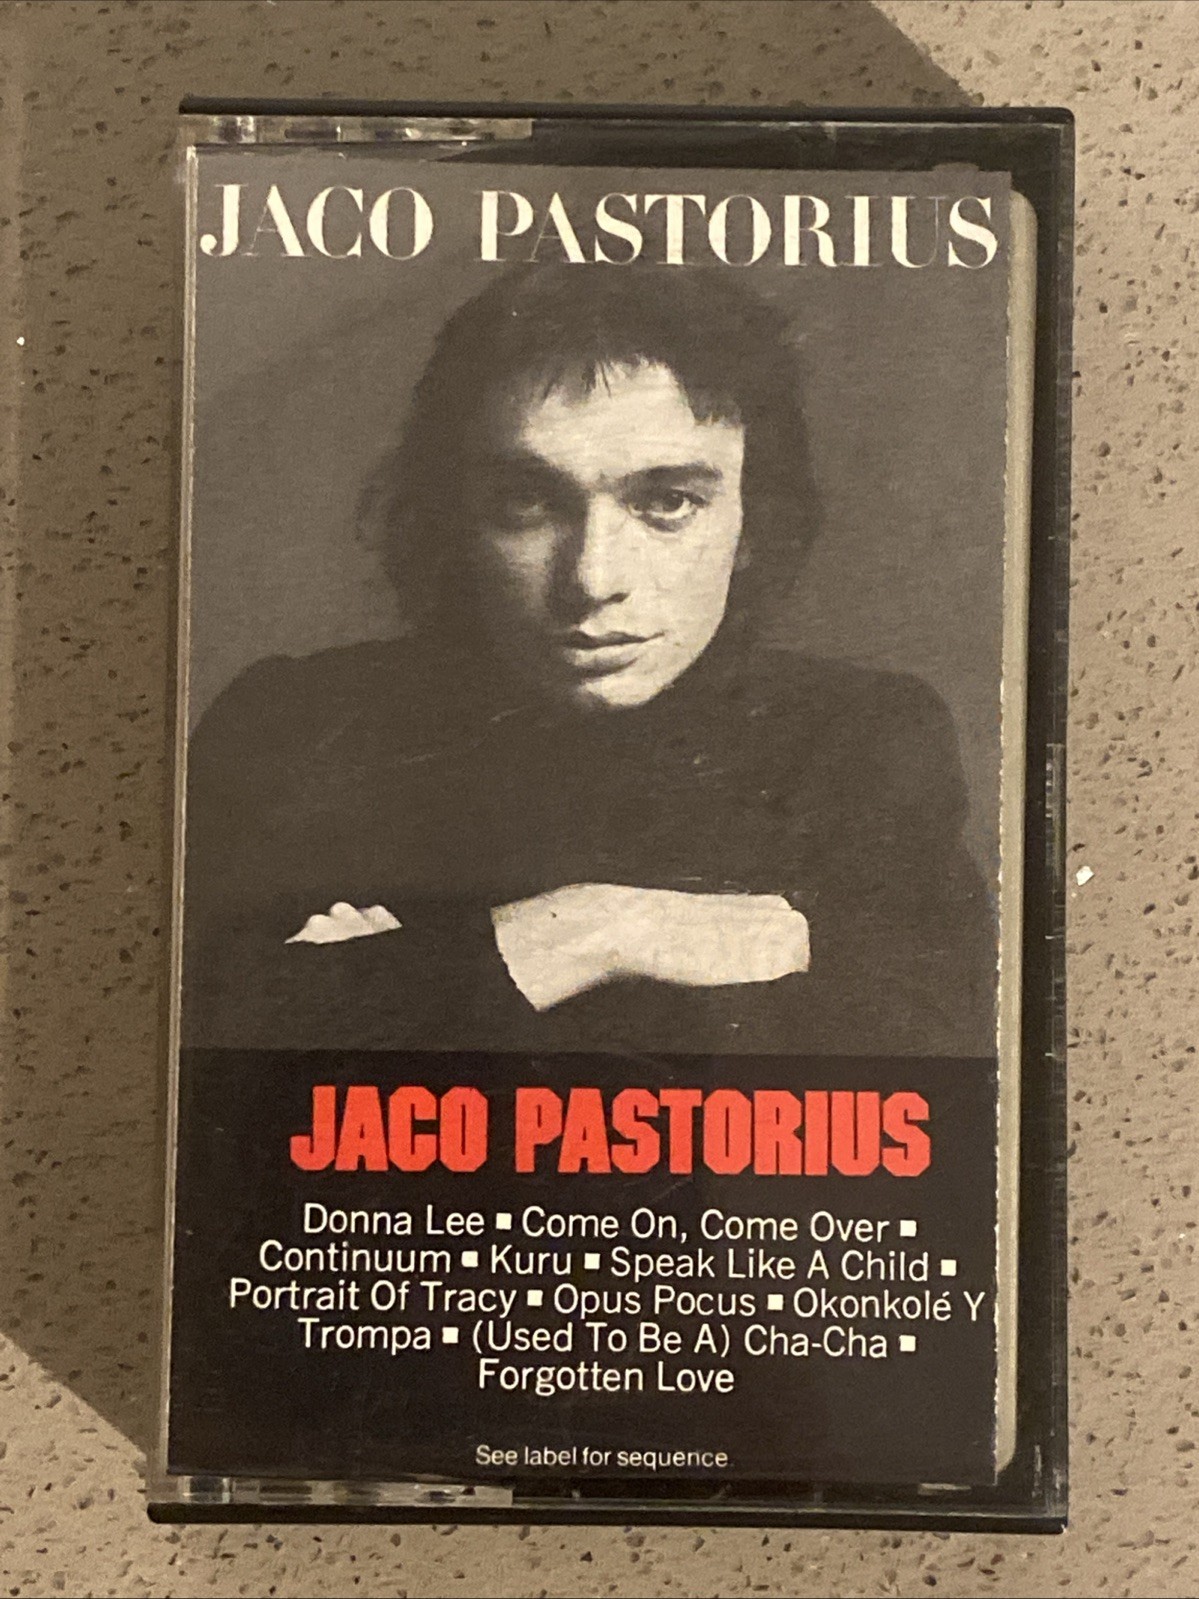 JACO PASTORIUS
JACO PASTORIUS
Donna Lee ▪ Come On, Come Over ▪
Continuum ▪ Kuru ▪ Speak Like A Child ▪
Portrait Of Tracy ▪ Opus Pocus ▪ Okonkolé Y
Trompa ▪ (Used To Be A) Cha-Cha ▪
Forgotten Love
See label for sequence.